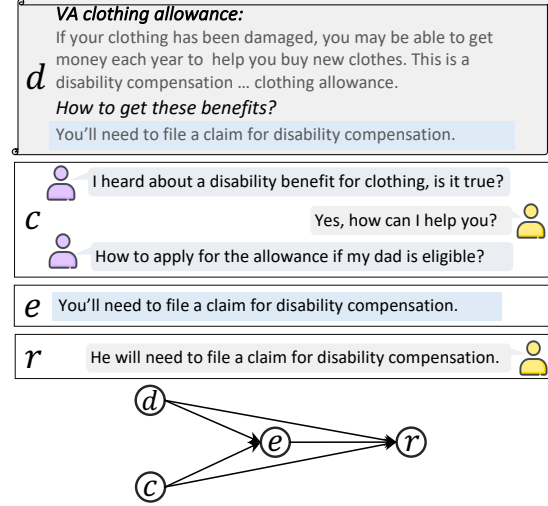 VA clothing allowance:
If your clothing has been damaged, you may be able to get
money each year to help you buy new clothes. This is a
disability compensation … clothing allowance.
d
How to get these benefits?
You’ll need to file a claim for disability compensation.
I heard about a disability benefit for clothing, is it true?
c
Yes, how can I help you?
How to apply for the allowance if my dad is eligible?
e You’ll need to file a claim for disability compensation.
r He will need to file a claim for disability compensation.
d
e r
c